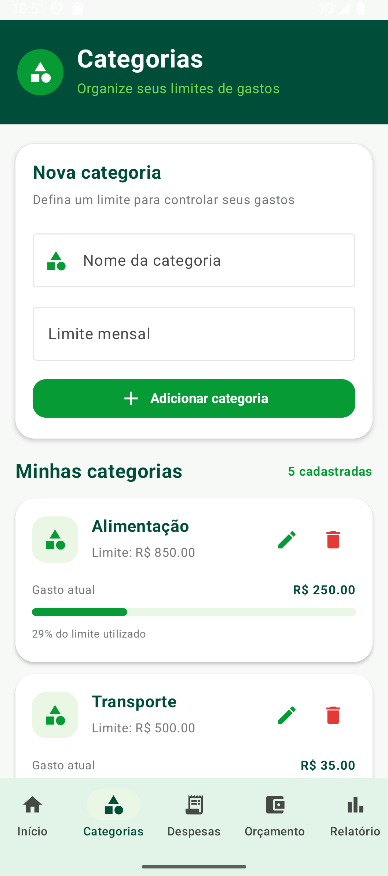 10:51
3G
Categorias
Organize seus limites de gastos
Nova categoria
Defina um limite para controlar seus gastos
Nome da categoria
Limite mensal
Adicionar categoria
Minhas categorias
5 cadastradas
Alimentação
Limite: R$ 850.00
Gasto atual
R$ 250.00
29% do limite utilizado
Transporte
Limite: R$ 500.00
Gasto atual
R$ 35.00
Início
Categorias
Despesas
Orçamento
Relatório